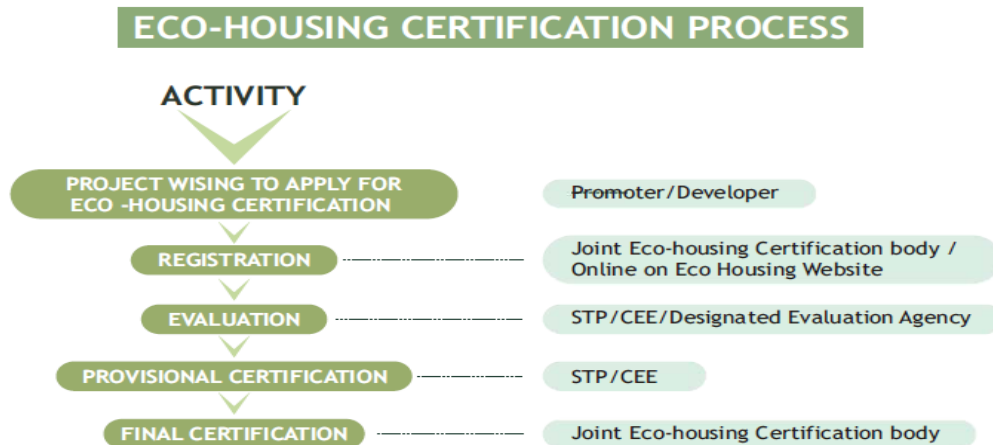 ECO-HOUSING CERTIFICATION PROCESS
ACTIVITY
PROJECT WISING TO APPLY FOR
ECO -HOUSING CERTIFICATION
Promoter/Developer
REGISTRATION
Joint Eco-housing Certification body /
Online on Eco Housing Website
EVALUATION
STP/CEE/Designated Evaluation Agency
PROVISIONAL CERTIFICATION
STP/CEE
FINAL CERTIFICATION
Joint Eco-housing Certification body